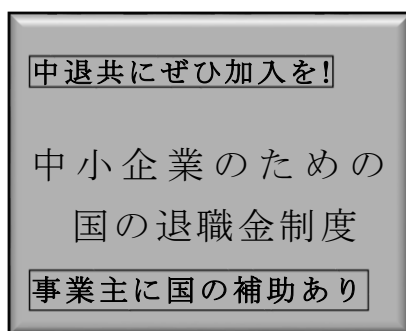 中退共にぜひ加入を!
中小企業のための
国の退職金制度
事業主に国の補助あり